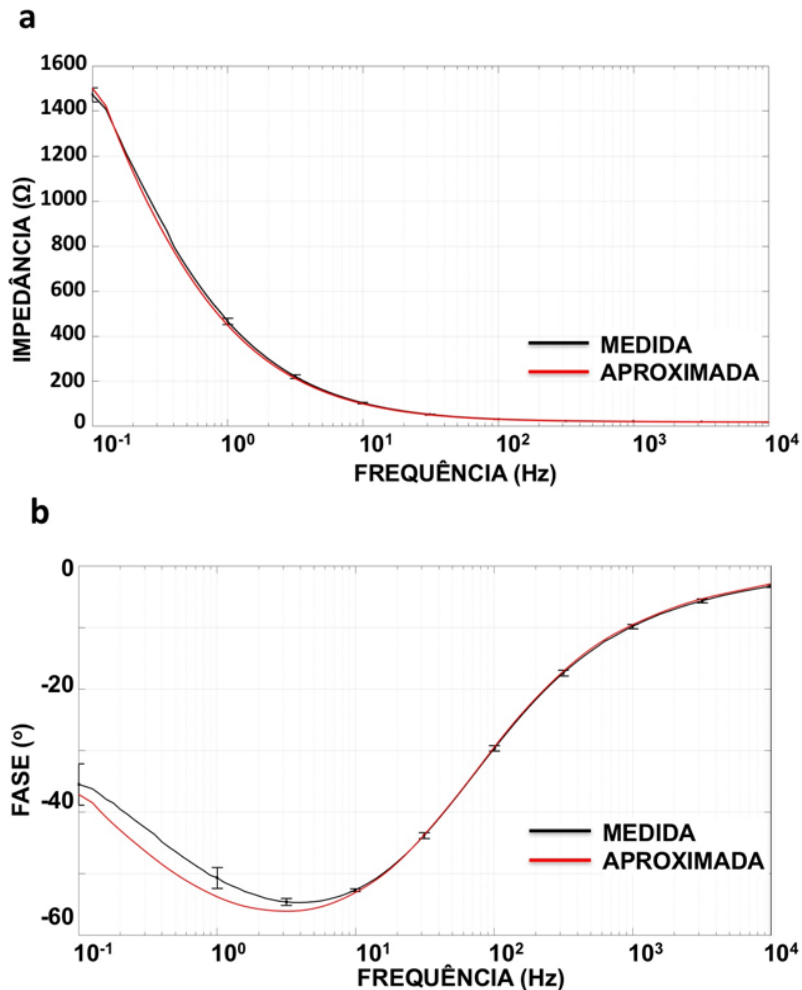 a
1600
1400
1200
1000
800
600
400
200
0
IMPEDÂNCIA (Ω)
MEDIDA
APROXIMADA
10⁻¹ 10⁰ 10¹ 10² 10³ 10⁴
FREQUÊNCIA (Hz)
b
0
-20
-40
-60
FASE (º)
MEDIDA
APROXIMADA
10⁻¹ 10⁰ 10¹ 10² 10³ 10⁴
FREQUÊNCIA (Hz)